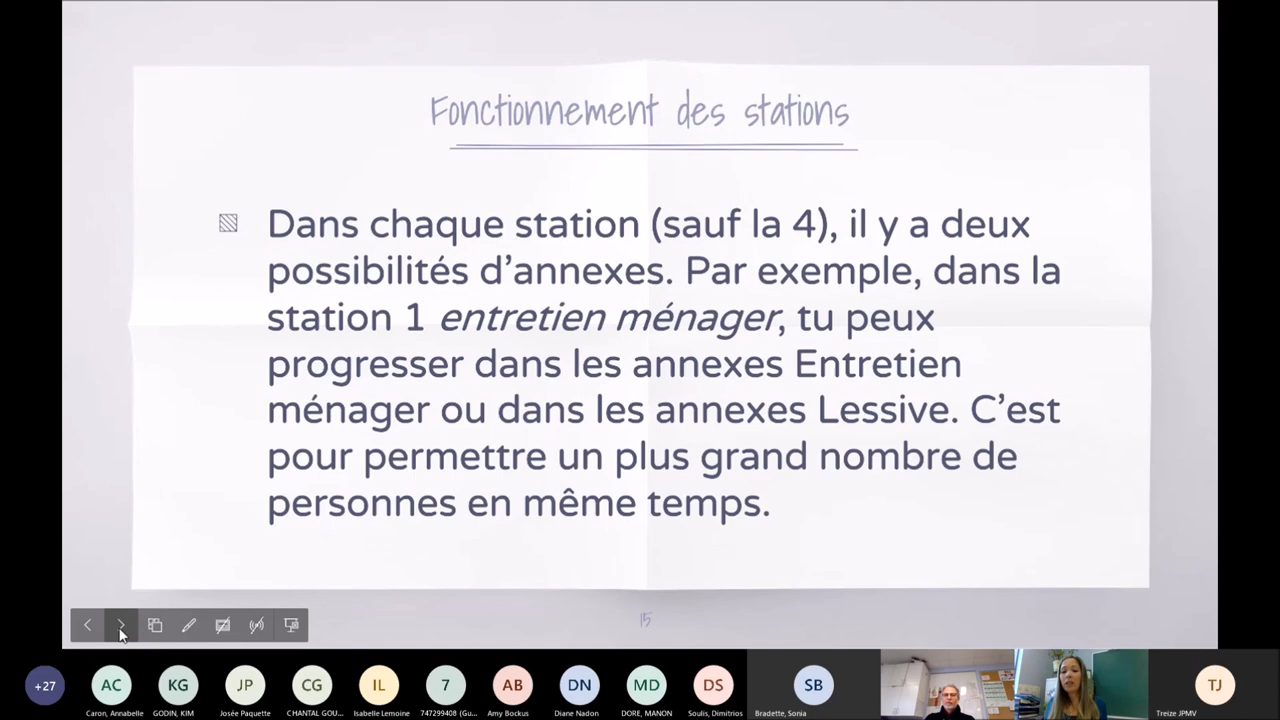 Fonctionnement des stations
Dans chaque station (sauf la 4), il y a deux
possibilités d’annexes. Par exemple, dans la
station 1 entretien ménager, tu peux
progresser dans les annexes Entretien
ménager ou dans les annexes Lessive. C’est
pour permettre un plus grand nombre de
personnes en même temps.
15
+27
AC
KG
JP
CG
IL
7
AB
DN
MD
DS
SB
TJ
Caron, Annabelle
GODIN, KIM
Josée Paquette
CHANTAL GOU...
Isabelle Lemoine
747299408 (Gu...
Amy Bockus
Diane Nadon
DORE, MANON
Soulis, Dimitrios
Bradette, Sonia
Treize JPMV